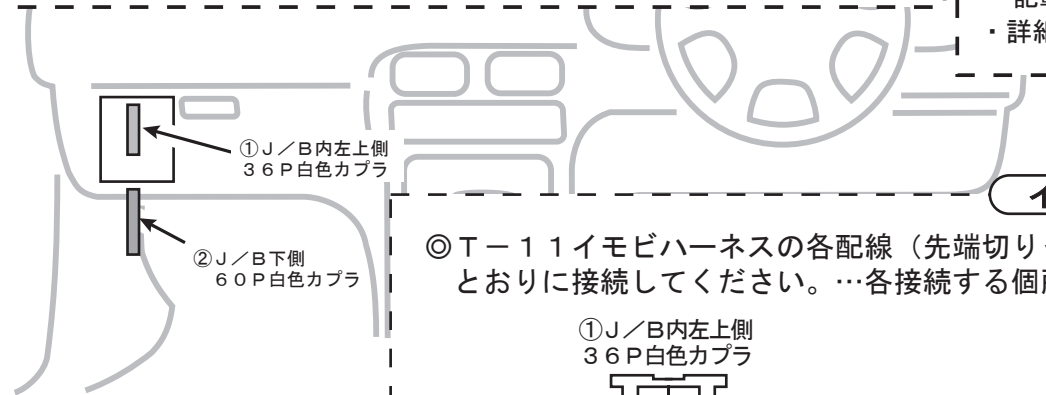 ・詳細
①Ｊ／Ｂ内左上側
３６Ｐ白色カプラ
②Ｊ／Ｂ下側
６０Ｐ白色カプラ
◎Ｔ－１１イモビハーネスの各配線（先端切り
とおりに接続してください。…各接続する個
①Ｊ／Ｂ内左上側
３６Ｐ白色カプラ